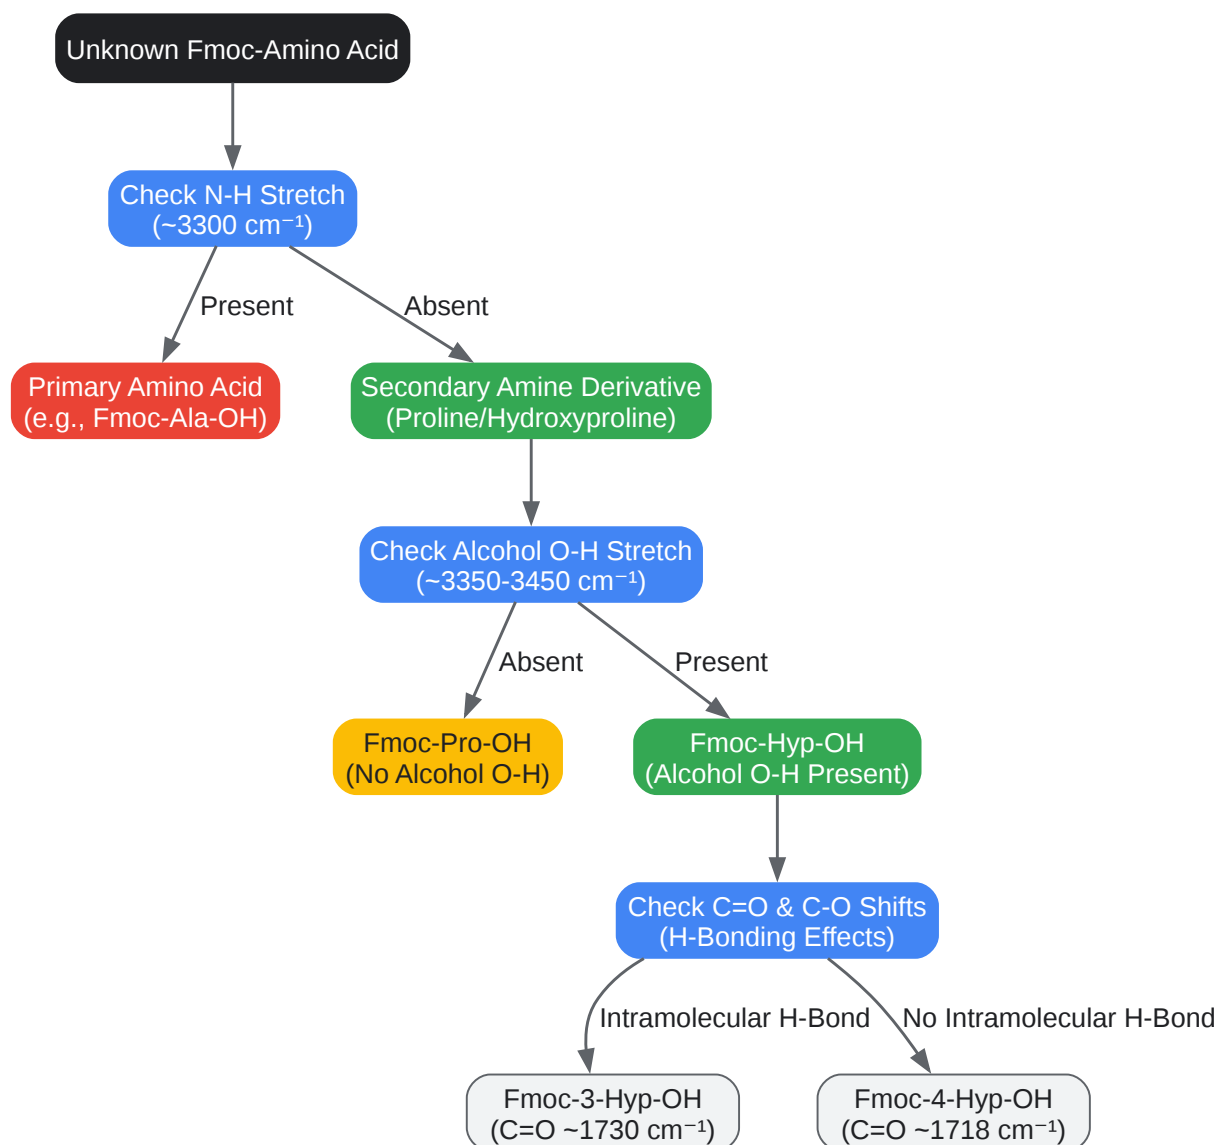 Unknown Fmoc-Amino Acid
Check N-H Stretch
(~3300 cm⁻¹)
Present
Absent
Primary Amino Acid
(e.g., Fmoc-Ala-OH)
Secondary Amine Derivative
(Proline/Hydroxyproline)
Check Alcohol O-H Stretch
(~3350-3450 cm⁻¹)
Absent
Present
Fmoc-Pro-OH
(No Alcohol O-H)
Fmoc-Hyp-OH
(Alcohol O-H Present)
Check C=O & C-O Shifts
(H-Bonding Effects)
Intramolecular H-Bond
No Intramolecular H-Bond
Fmoc-3-Hyp-OH
(C=O ~1730 cm⁻¹)
Fmoc-4-Hyp-OH
(C=O ~1718 cm⁻¹)